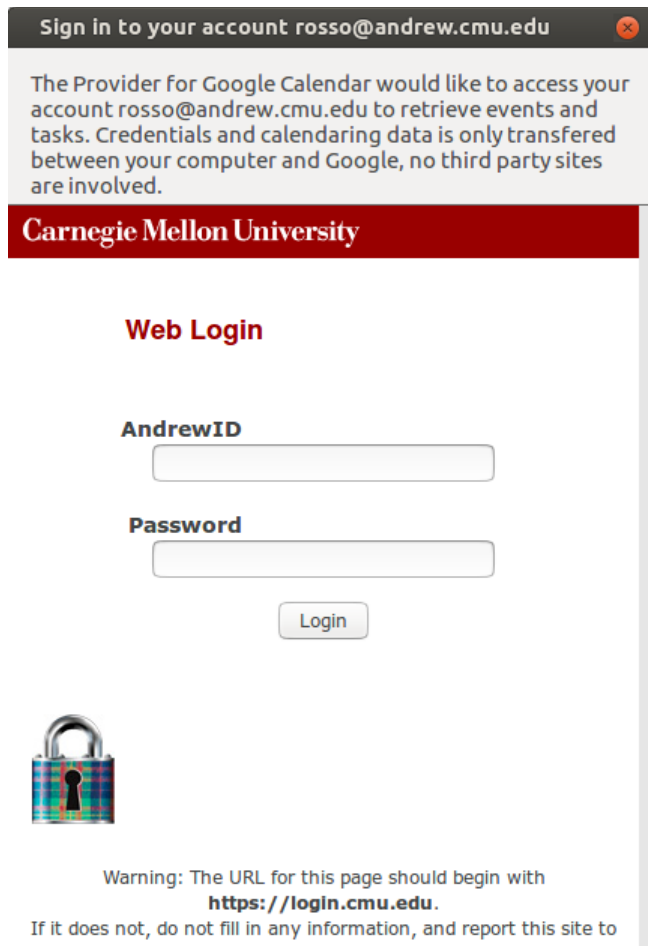 Sign in to your account rosso@andrew.cmu.edu
The Provider for Google Calendar would like to access your
account rosso@andrew.cmu.edu to retrieve events and
tasks. Credentials and calendaring data is only transfered
between your computer and Google, no third party sites
are involved.
Carnegie Mellon University
Web Login
AndrewID
Password
Login
Warning: The URL for this page should begin with
https://login.cmu.edu.
If it does not, do not fill in any information, and report this site to